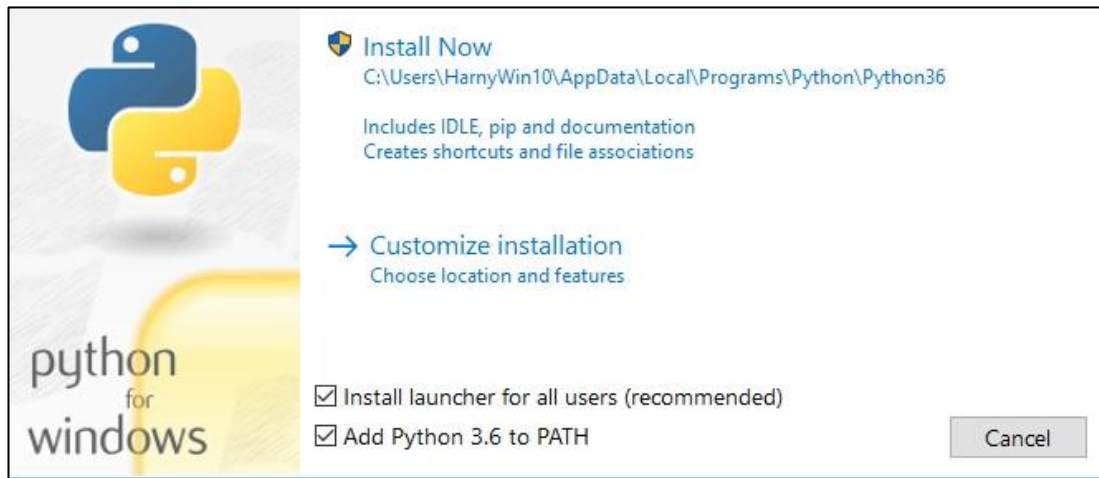 Install Now
C:\Users\HarnyWin10\AppData\Local\Programs\Python\Python36
Includes IDLE, pip and documentation
Creates shortcuts and file associations
Customize installation
Choose location and features
python
for
windows
Install launcher for all users (recommended)
Add Python 3.6 to PATH
Cancel